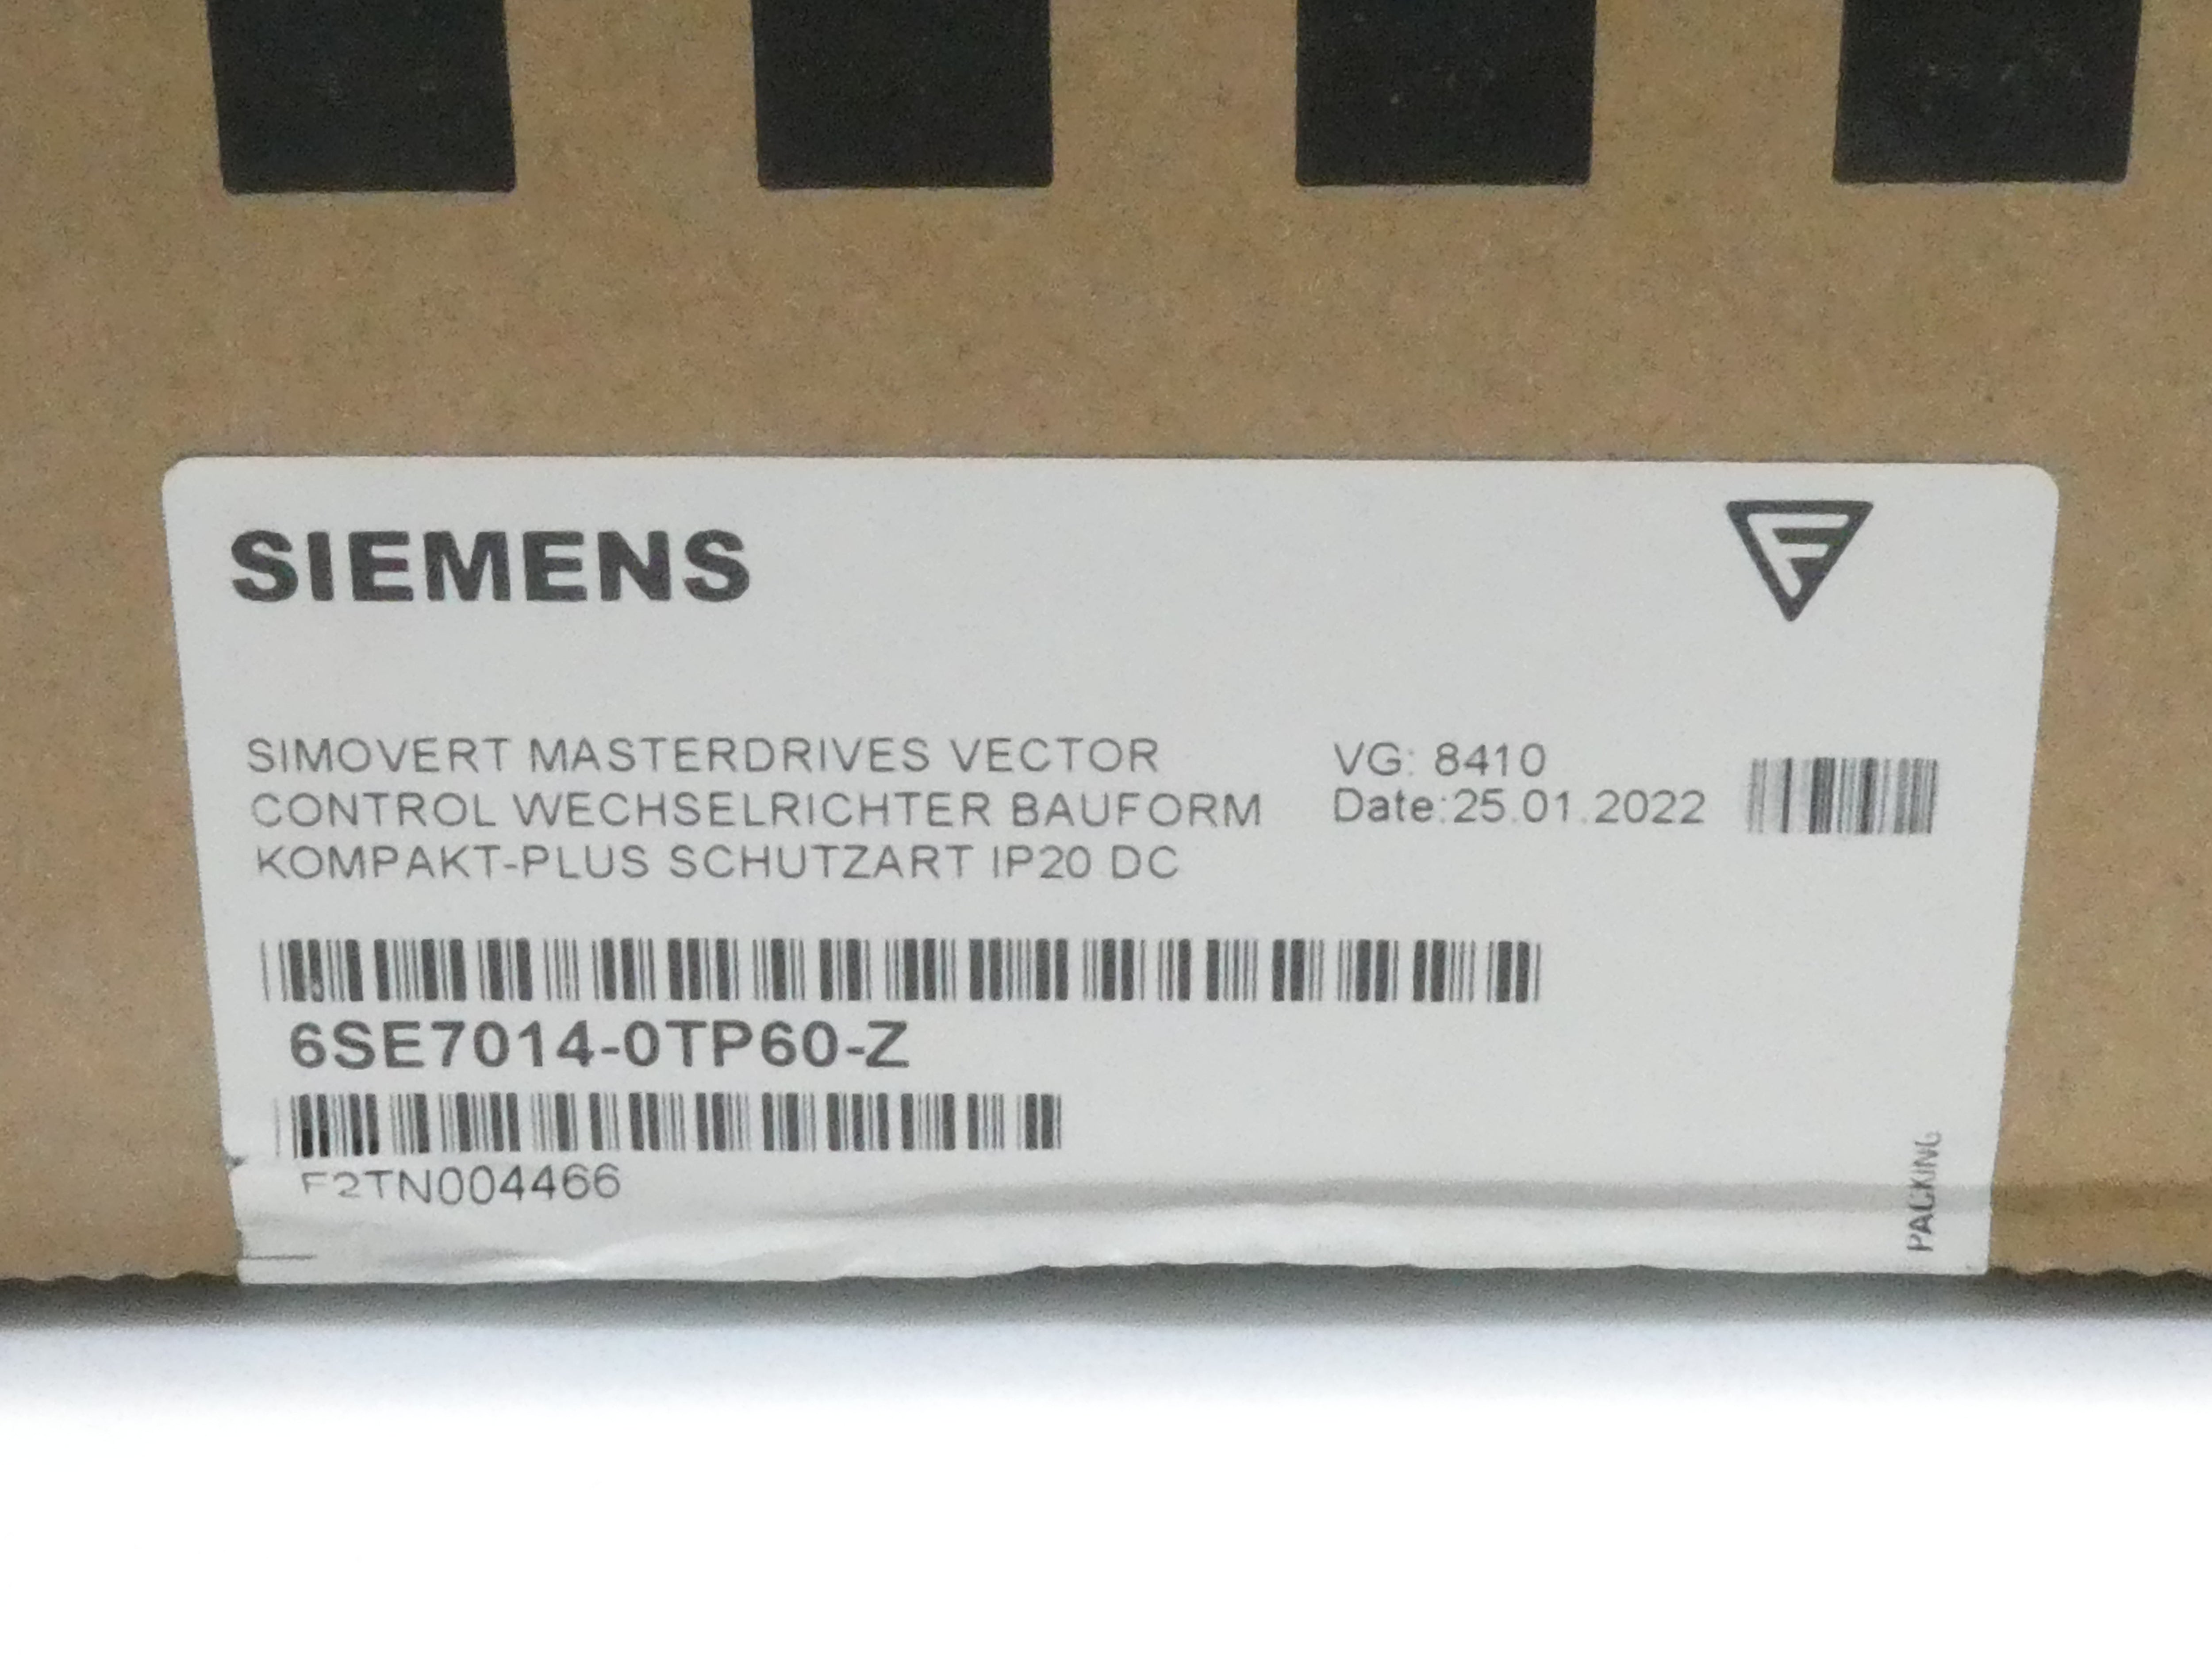 SIEMENS
SIMOVERT MASTERDRIVES VECTOR
CONTROL WECHSELRICHTER BAUFORM
KOMPAKT-PLUS SCHUTZART IP20 DC
VG: 8410
Date:25.01.2022
6SE7014-0TP60-Z
F2TN004466
PACKING